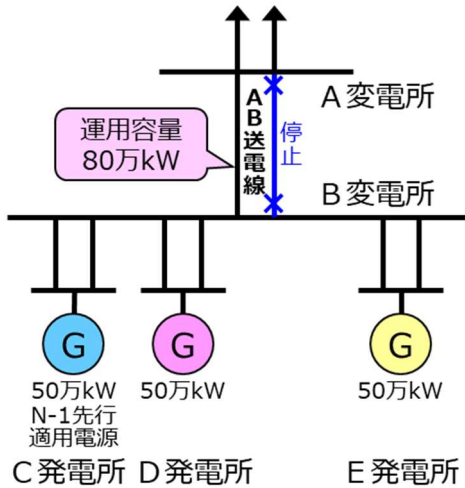 A変電所
運用容量
80万kW
AB送電線
停止
B変電所
G
G
G
50万kW
N-1先行
適用電源
50万kW
50万kW
C発電所
D発電所
E発電所